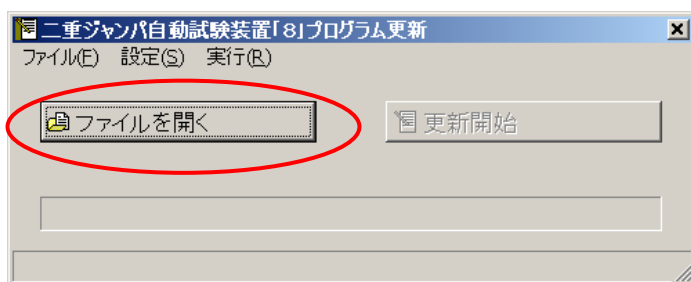 二重ジャンパ自動試験装置「8」プログラム更新
ファイル(F) 設定(S) 実行(R)
ファイルを開く 更新開始